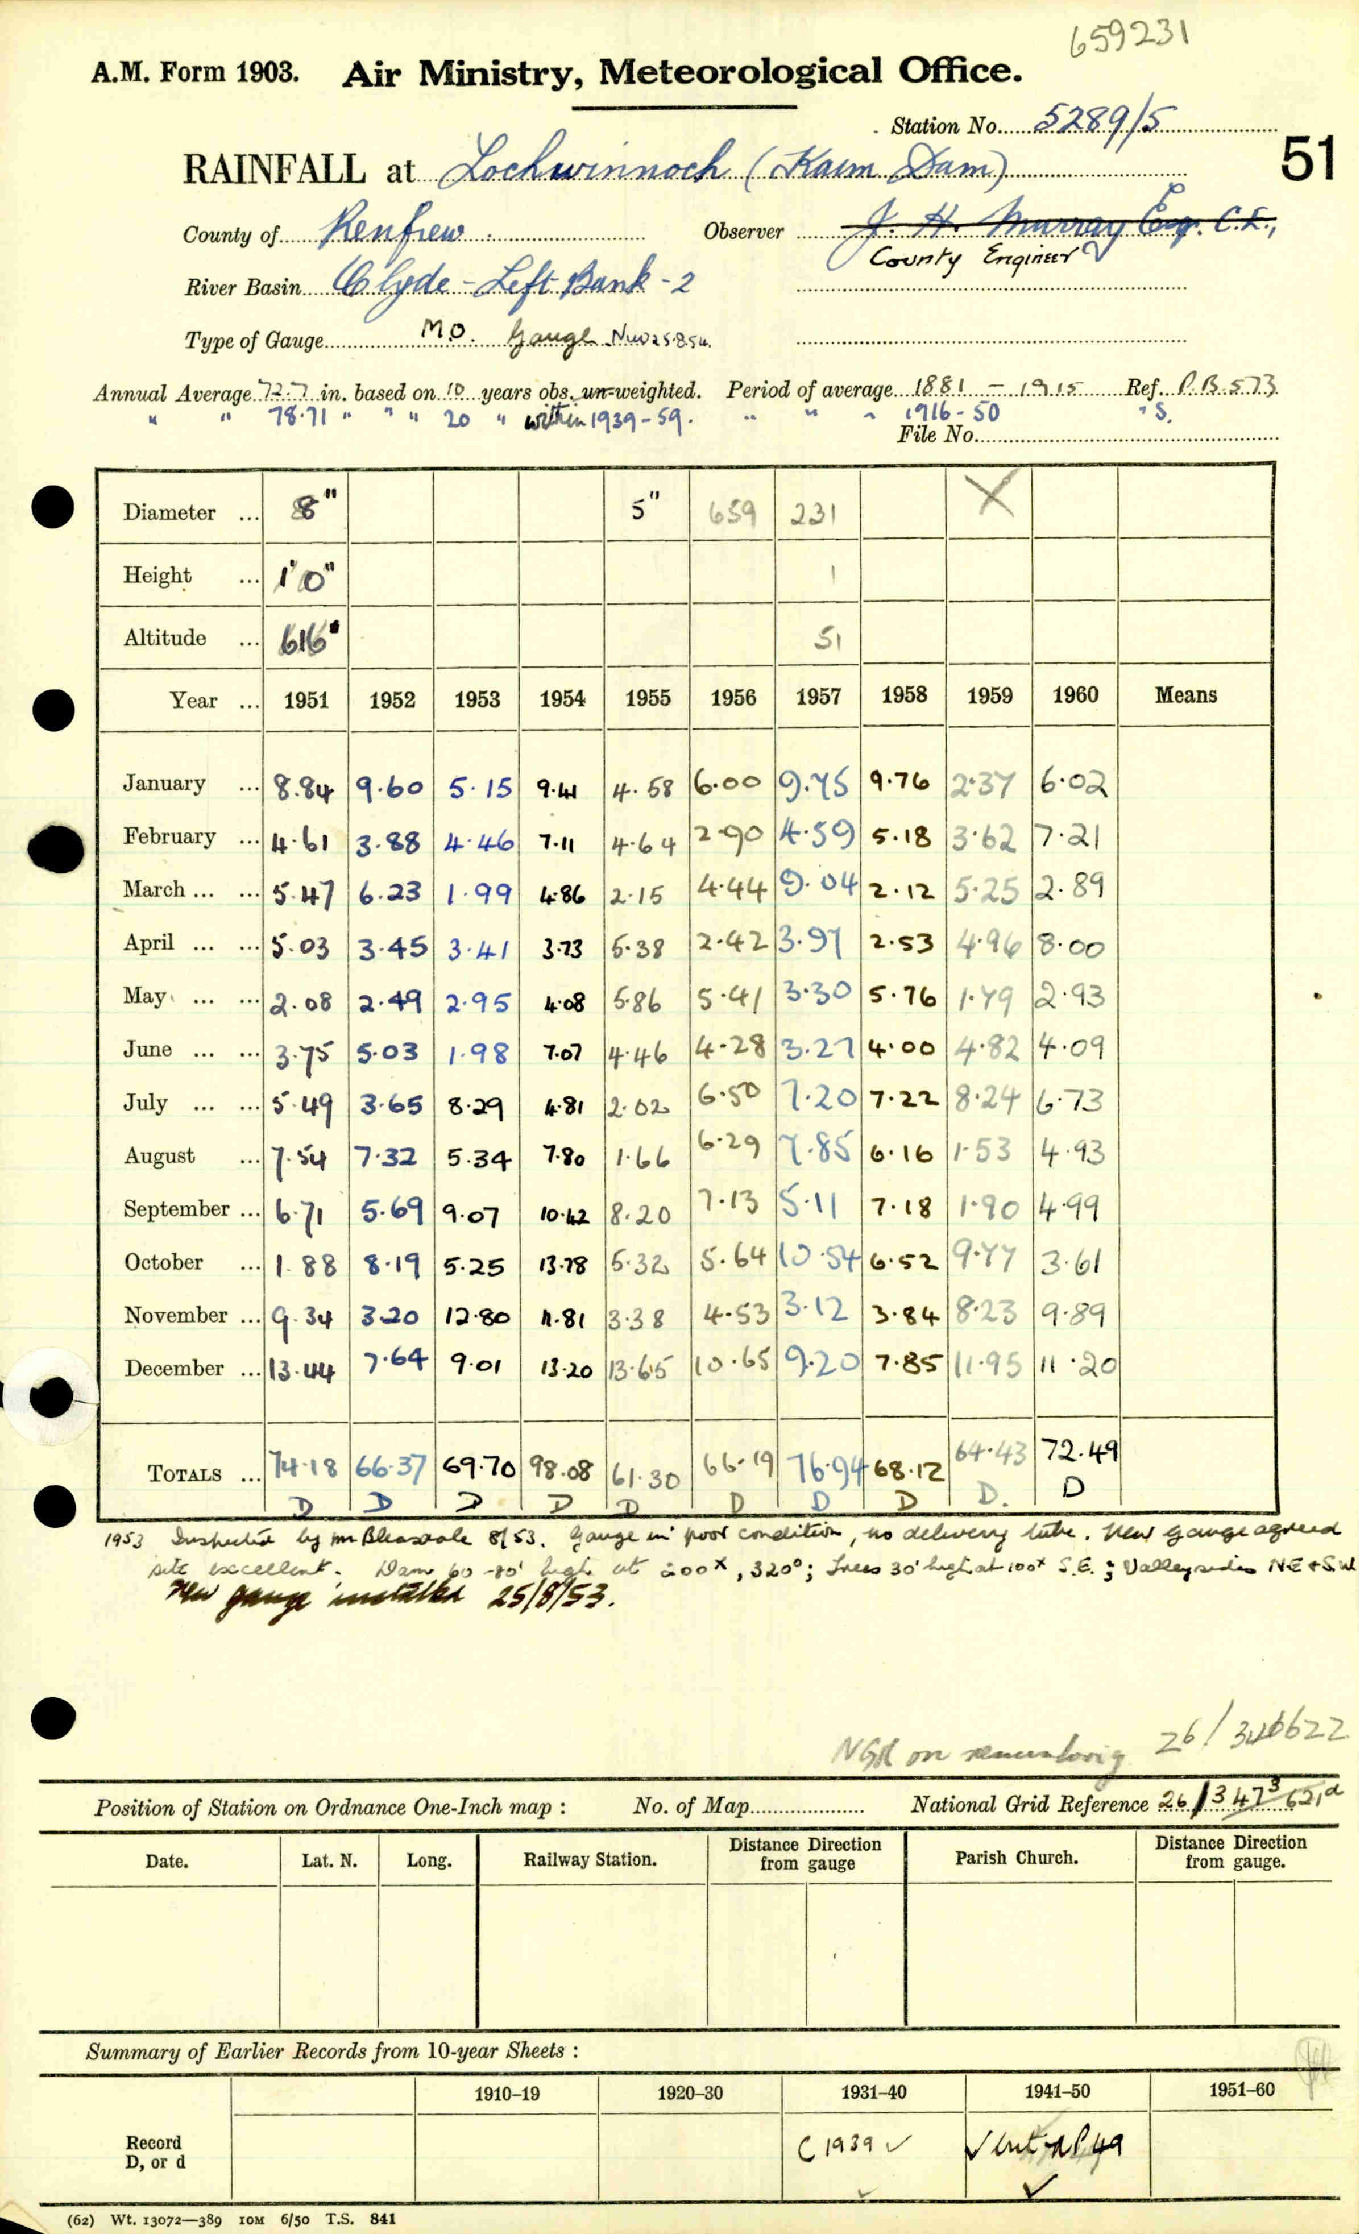 659231
A.M. Form 1903. Air Ministry, Meteorological Office.
Station No. 5289/5
51
RAINFALL at Lochwinnoch (Kaim Dam)
County of Renfrew Observer J. H. Murray Esq. C.E.,
County Engineer
River Basin Clyde - Left Bank - 2
Type of Gauge MO. Gauge
Annual Average 72.7 in. based on 10 years obs. un-weighted. Period of average 1881 - 1915 Ref. P.B. 573
" " 78.71 " " " 20 " within 1939-59. " " " 1916-50 " S.
File No.
Diameter ... 8" 5" 659 231 X
Height ... 1'0" 1
Altitude ... 616' 51
Year ... 1951 1952 1953 1954 1955 1956 1957 1958 1959 1960 Means
January ... 8.84 9.60 5.15 9.41 4.58 6.00 9.75 9.76 2.37 6.02
February ... 4.61 3.88 4.46 7.11 4.64 2.90 4.59 5.18 3.62 7.21
March ... ... 5.47 6.23 1.99 4.86 2.15 4.44 9.04 2.12 5.25 2.89
April ... ... 5.03 3.45 3.41 3.73 5.38 2.42 3.97 2.53 4.96 8.00
May ... ... 2.08 2.49 2.95 4.08 5.86 5.41 3.30 5.76 1.79 2.93
June ... ... 3.75 5.03 1.98 7.07 4.46 4.28 3.27 4.00 4.82 4.09
July ... ... 5.49 3.65 8.29 4.81 2.02 6.50 7.20 7.22 8.24 6.73
August ... 7.54 7.32 5.34 7.80 1.66 6.29 7.85 6.16 1.53 4.93
September ... 6.71 5.69 9.07 10.42 8.20 7.13 5.11 7.18 1.90 4.99
October ... 1.88 8.19 5.25 13.78 5.32 5.64 10.54 6.52 9.77 3.61
November ... 9.34 3.20 12.80 11.81 3.38 4.53 3.12 3.84 8.23 9.89
December ... 13.44 7.64 9.01 13.20 13.65 10.65 9.20 7.85 11.95 11.20
TOTALS ... 74.18 66.37 69.70 98.08 61.30 66.19 76.94 68.12 64.43 72.49
D D D D D D D D D. D
1953 Inspected by Mr Bleasdale 8/53. Gauge in poor condition, no delivery tube. New gauge agreed
site excellent. Dam 60-80' high at 200x, 320°; Trees 30' high at 100x S.E.; Valleysides NE + SW
New gauge installed 25/8/53.
NGR on 26/346622
Position of Station on Ordnance One-Inch map : No. of Map National Grid Reference 26/347³ 621
Date. Lat. N. Long. Railway Station. Distance from gauge Direction Parish Church. Distance from gauge. Direction
Summary of Earlier Records from 10-year Sheets :
1910–19 1920–30 1931–40 1941–50 1951–60
Record D, or d C 1939 ✓ ✓ 49
✓ ✓
(62) Wt. 13072—389 10M 6/50 T.S. 841